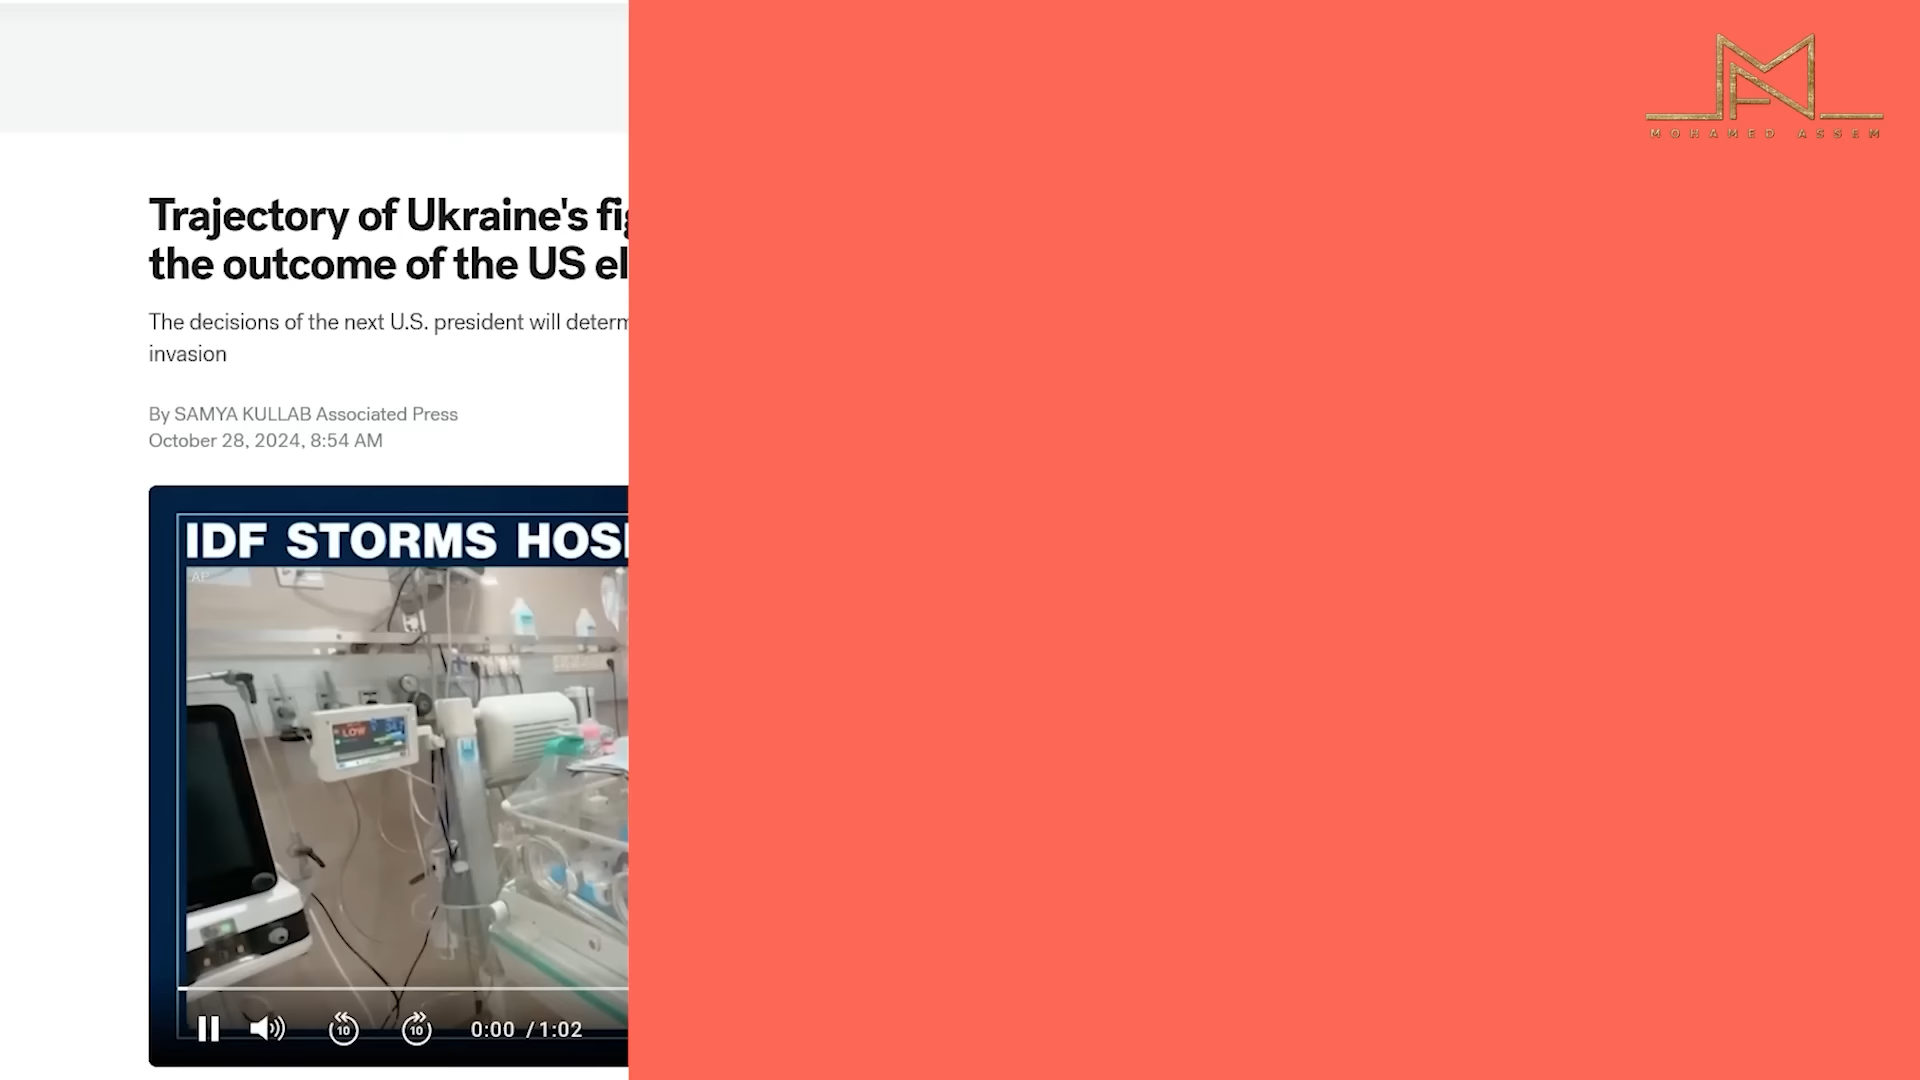 MOHAMED ASSEM
Trajectory of Ukraine's fig
the outcome of the US el
The decisions of the next U.S. president will determ
invasion
By SAMYA KULLAB Associated Press
October 28, 2024, 8:54 AM
IDF STORMS HOS
AP
LOW
10
10
0:00 / 1:02